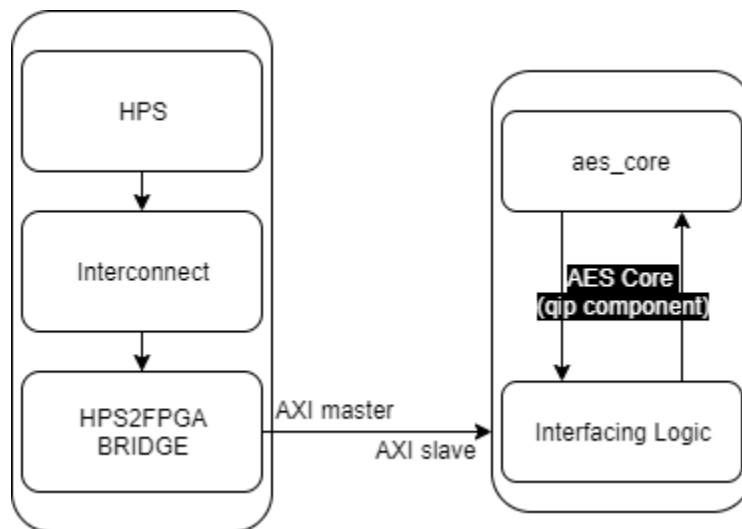 HPS
Interconnect
HPS2FPGA
BRIDGE
AXI master
AXI slave
aes_core
AES Core
(qip component)
Interfacing Logic